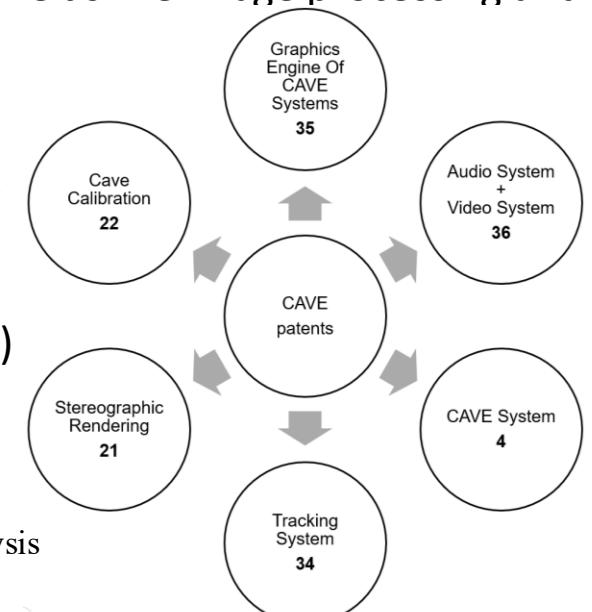 Graphics
Engine Of
CAVE
Systems
35
Cave
Calibration
22
Audio System
+
Video System
36
CAVE
patents
)
Stereographic
Rendering
21
CAVE System
4
Tracking
System
34